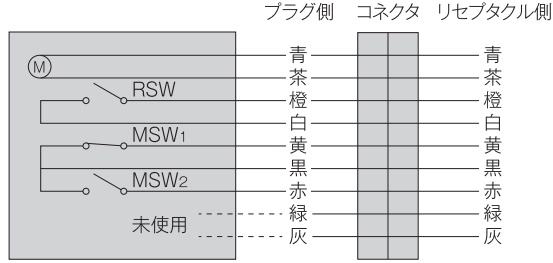 プラグ側 コネクタ リセプタクル側
青 青
M 茶 茶
RSW 橙 橙
白 白
MSW1 黄 黄
黒 黒
MSW2 赤 赤
未使用 緑 緑
灰 灰